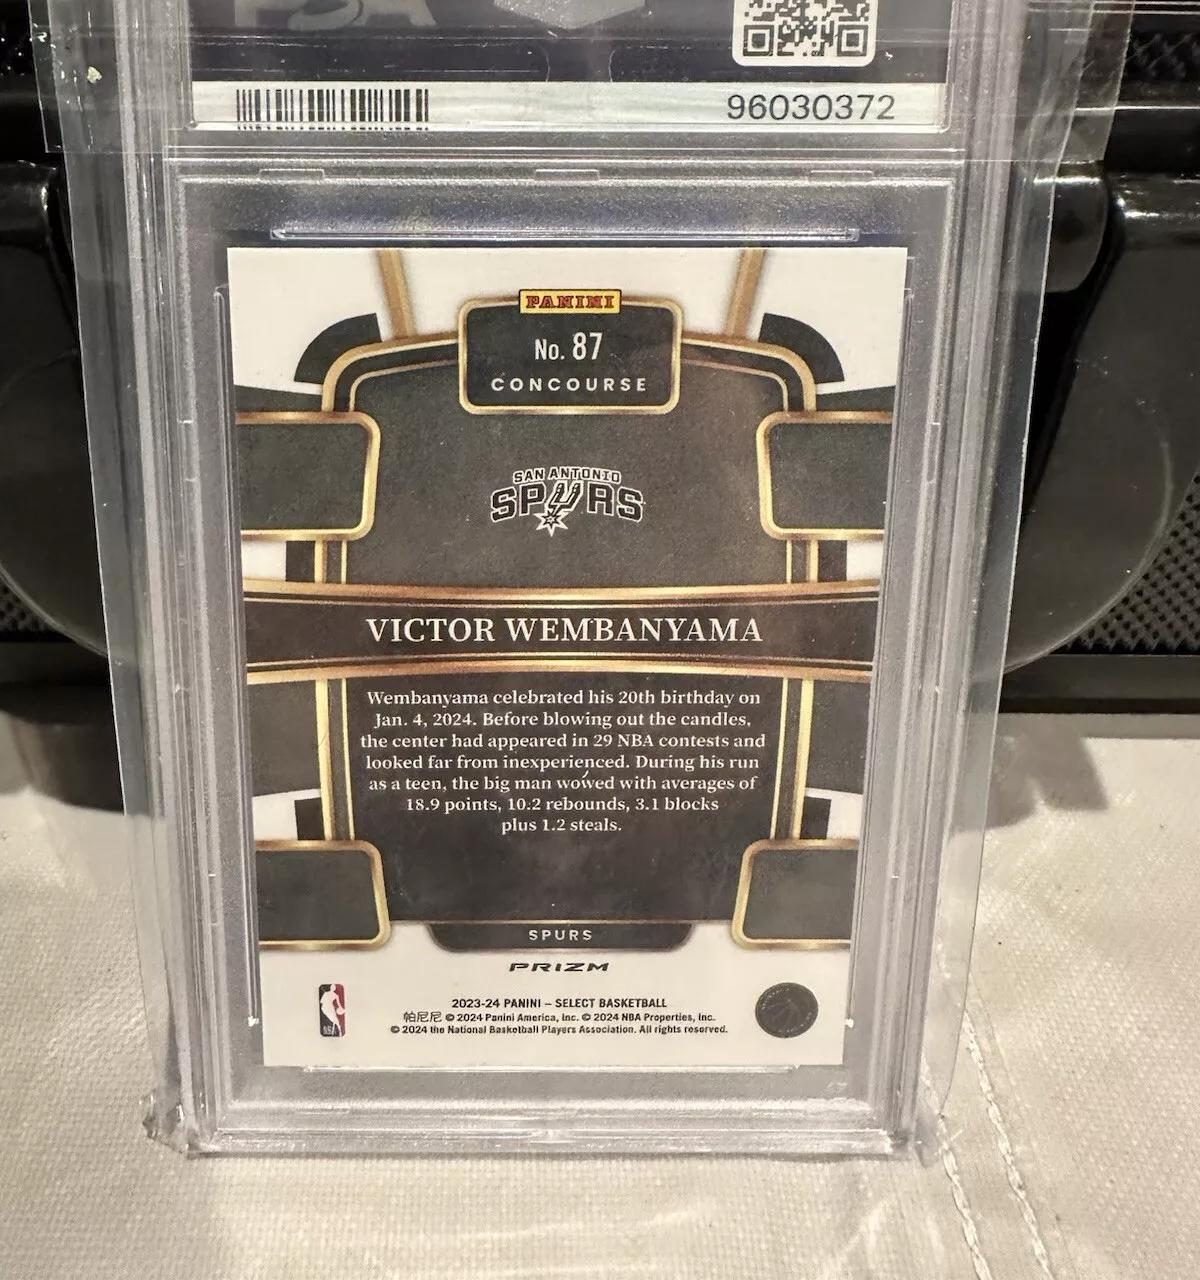 PSA
96030372
PANINI
No. 87
CONCOURSE
SAN ANTONIO
SPURS
VICTOR WEMBANYAMA
Wembanyama celebrated his 20th birthday on
Jan. 4, 2024. Before blowing out the candles,
the center had appeared in 29 NBA contests and
looked far from inexperienced. During his run
as a teen, the big man wowed with averages of
18.9 points, 10.2 rebounds, 3.1 blocks
plus 1.2 steals.
SPURS
PRIZM
2023-24 PANINI – SELECT BASKETBALL
帕尼尼 © 2024 Panini America, Inc. © 2024 NBA Properties, Inc.
© 2024 the National Basketball Players Association. All rights reserved.
NBA